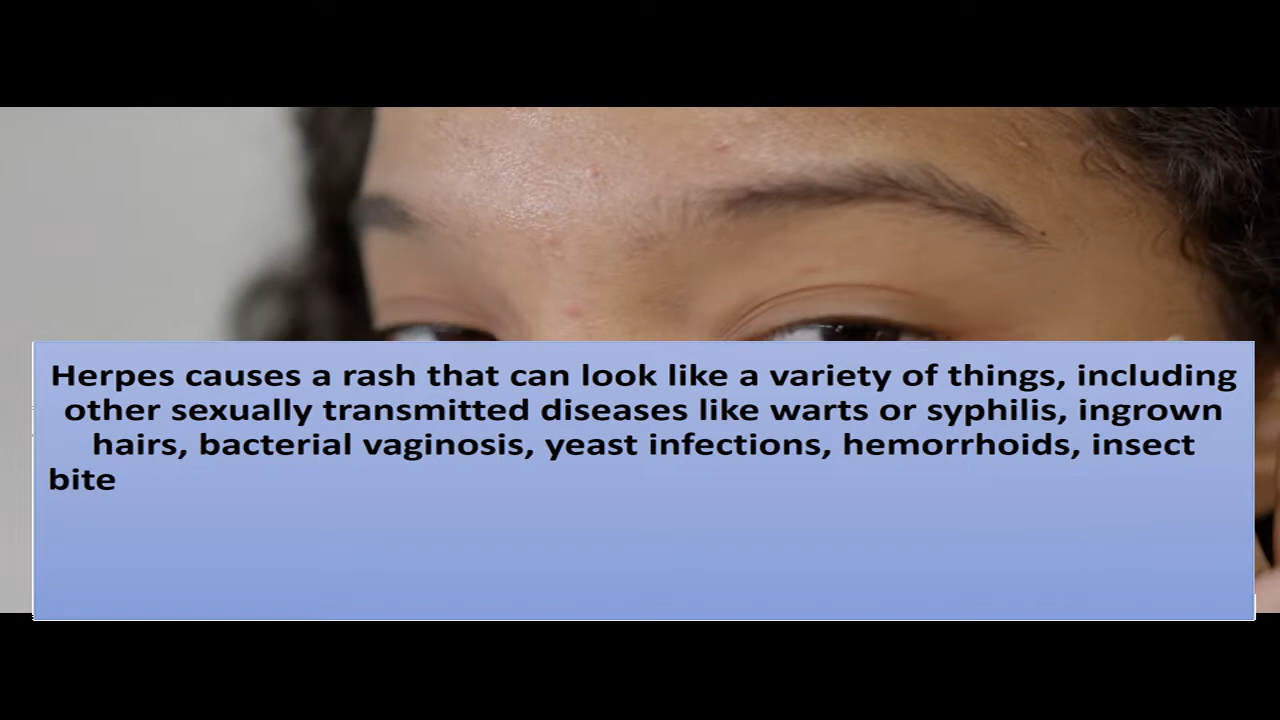 Herpes causes a rash that can look like a variety of things, including
other sexually transmitted diseases like warts or syphilis, ingrown
hairs, bacterial vaginosis, yeast infections, hemorrhoids, insect
bite